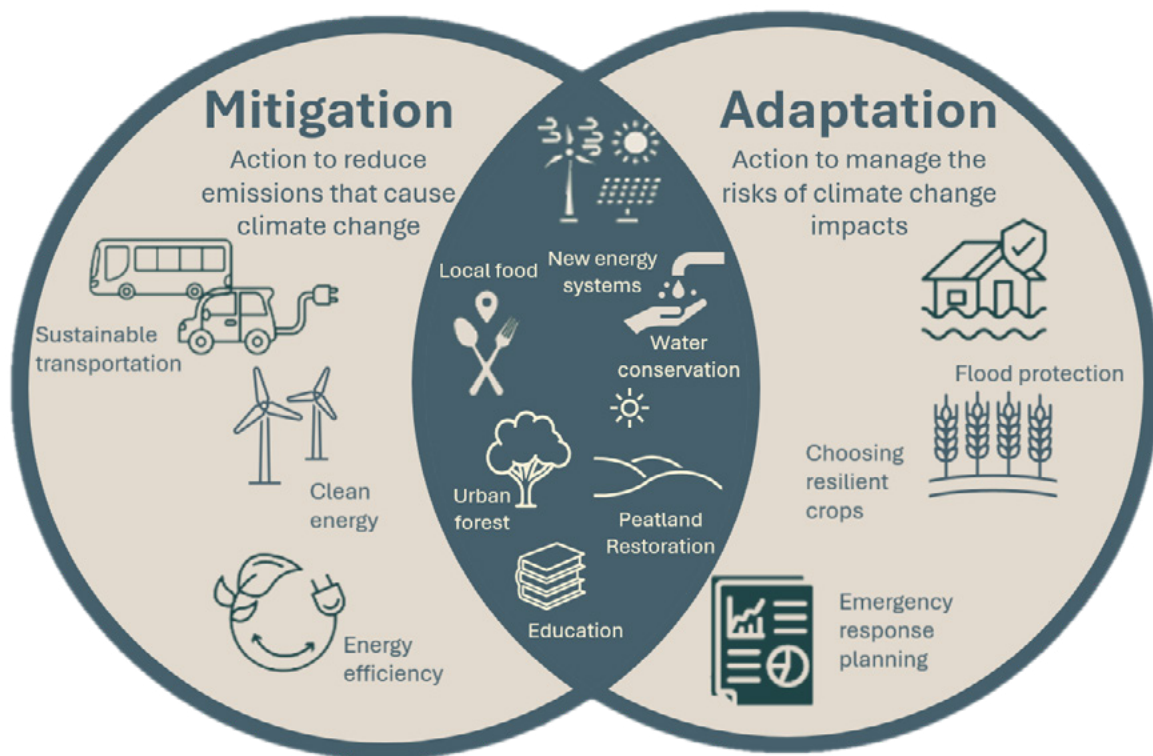 Mitigation
Action to reduce
emissions that cause
climate change
Sustainable
transportation
Clean
energy
Energy
efficiency
Local food
New energy
systems
Water
conservation
Urban
forest
Peatland
Restoration
Education
Adaptation
Action to manage the
risks of climate change
impacts
Flood protection
Choosing
resilient
crops
Emergency
response
planning